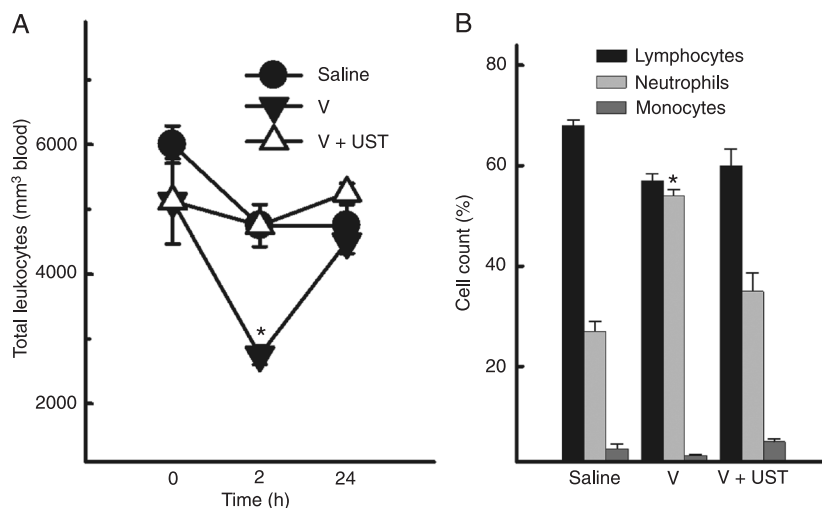 A
Total leukocytes (mm³ blood)
6000
4000
2000
Saline
V
V + UST
*
0
2
24
Time (h)
B
Cell count (%)
80
60
40
20
Lymphocytes
Neutrophils
Monocytes
*
Saline
V
V + UST